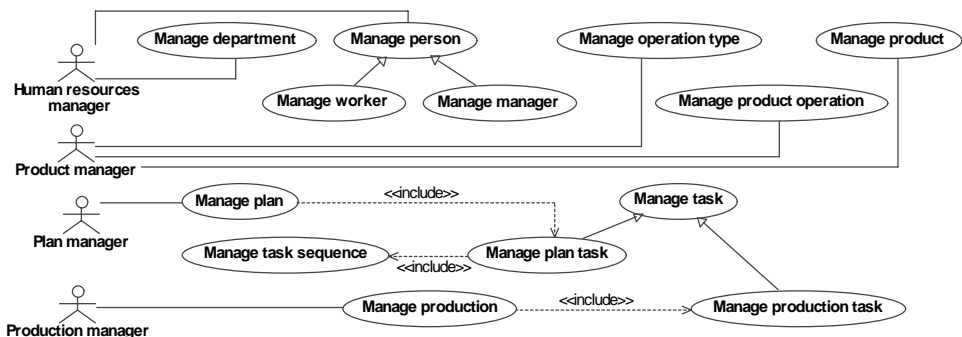 Manage department
Manage person
Manage operation type
Manage product
Human resources
manager
Manage worker
Manage manager
Manage product operation
Product manager
Manage plan
<<include>>
Manage task
Plan manager
Manage task sequence
<<include>>
Manage plan task
Manage production
<<include>>
Manage production task
Production manager